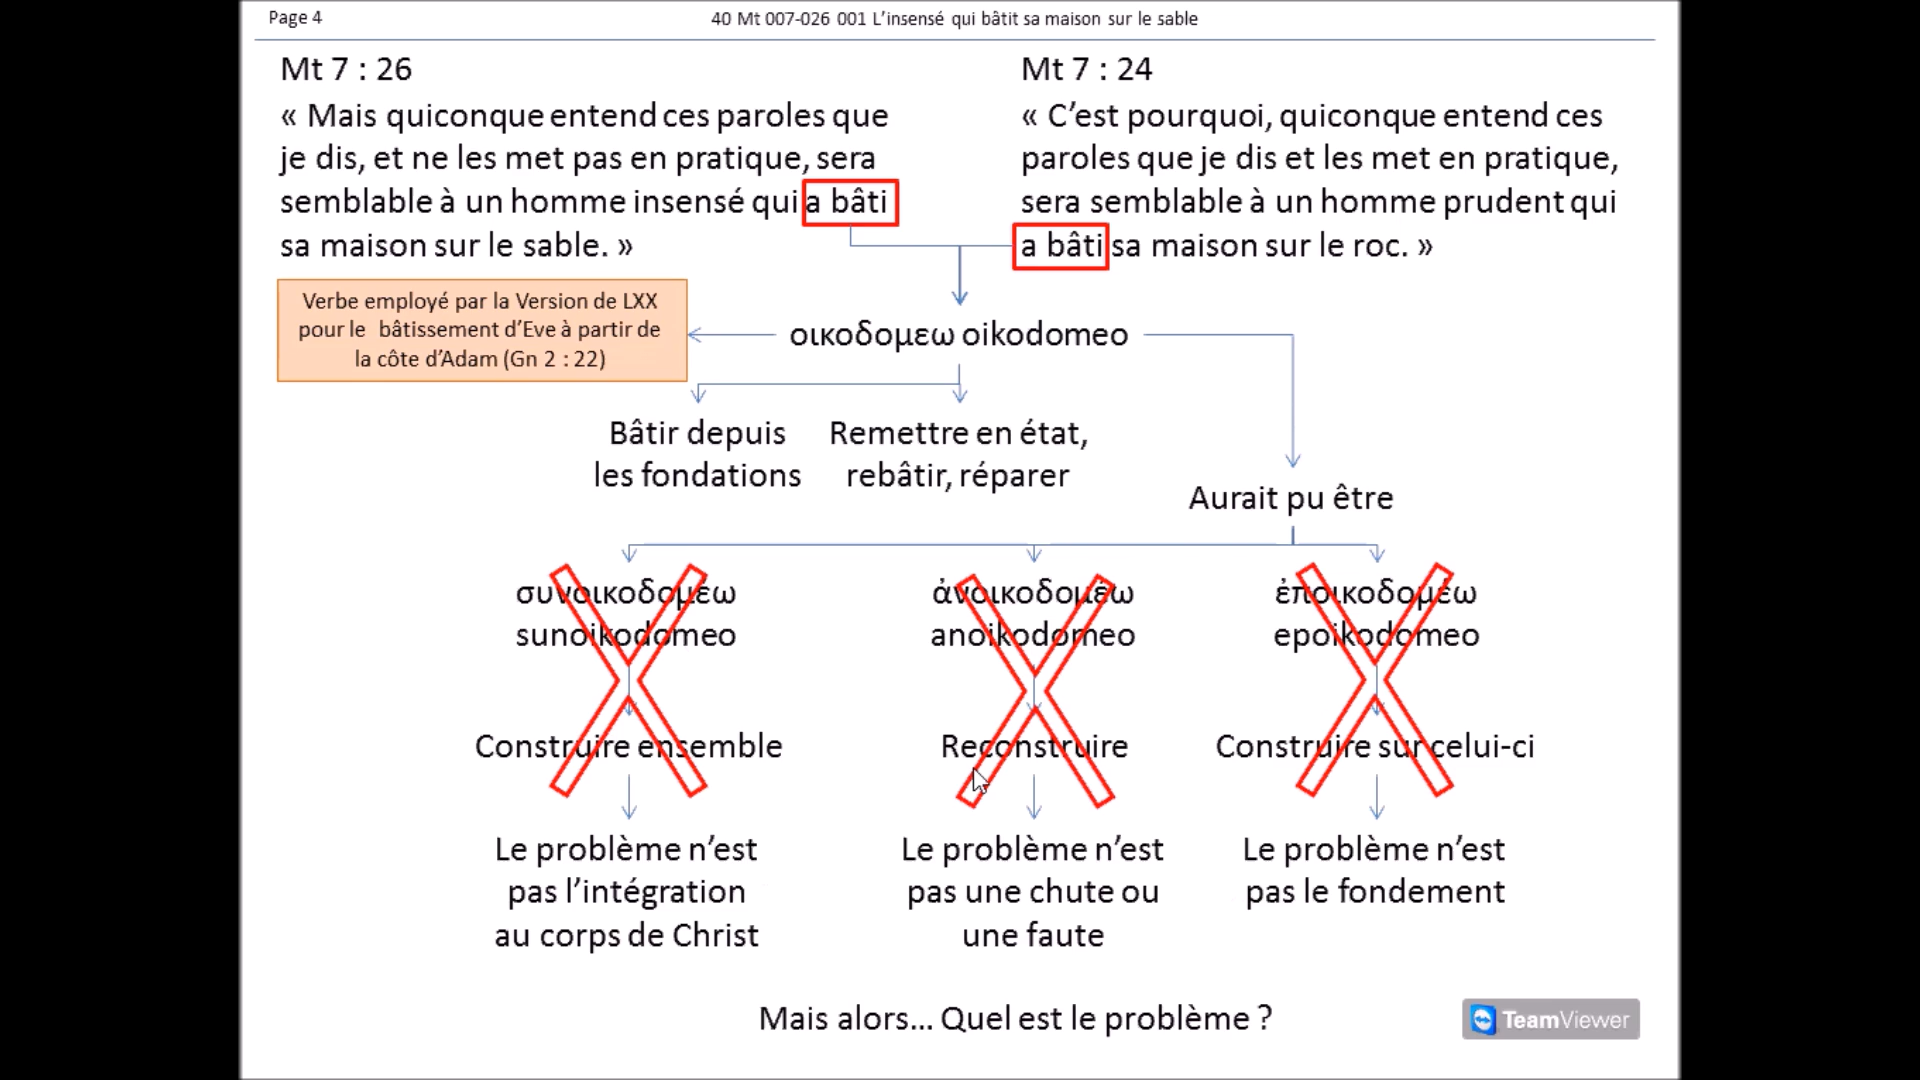 Page 4
40 Mt 007-026 001 L’insensé qui bâtit sa maison sur le sable
Mt 7 : 26
« Mais quiconque entend ces paroles que
je dis, et ne les met pas en pratique, sera
semblable à un homme insensé qui a bâti
sa maison sur le sable. »
Mt 7 : 24
« C’est pourquoi, quiconque entend ces
paroles que je dis et les met en pratique,
sera semblable à un homme prudent qui
a bâti sa maison sur le roc. »
Verbe employé par la Version de LXX
pour le bâtissement d’Eve à partir de
la côte d’Adam (Gn 2 : 22)
οικοδομεω oikodomeo
Bâtir depuis
les fondations
Remettre en état,
rebâtir, réparer
Aurait pu être
συνοικοδομέω
sunoikodomeo
Construire ensemble
Le problème n’est
pas l’intégration
au corps de Christ
ἀνοικοδομέω
anoikodomeo
Reconstruire
Le problème n’est
pas une chute ou
une faute
ἐποικοδομέω
epoikodomeo
Construire sur celui-ci
Le problème n’est
pas le fondement
Mais alors... Quel est le problème ?
TeamViewer